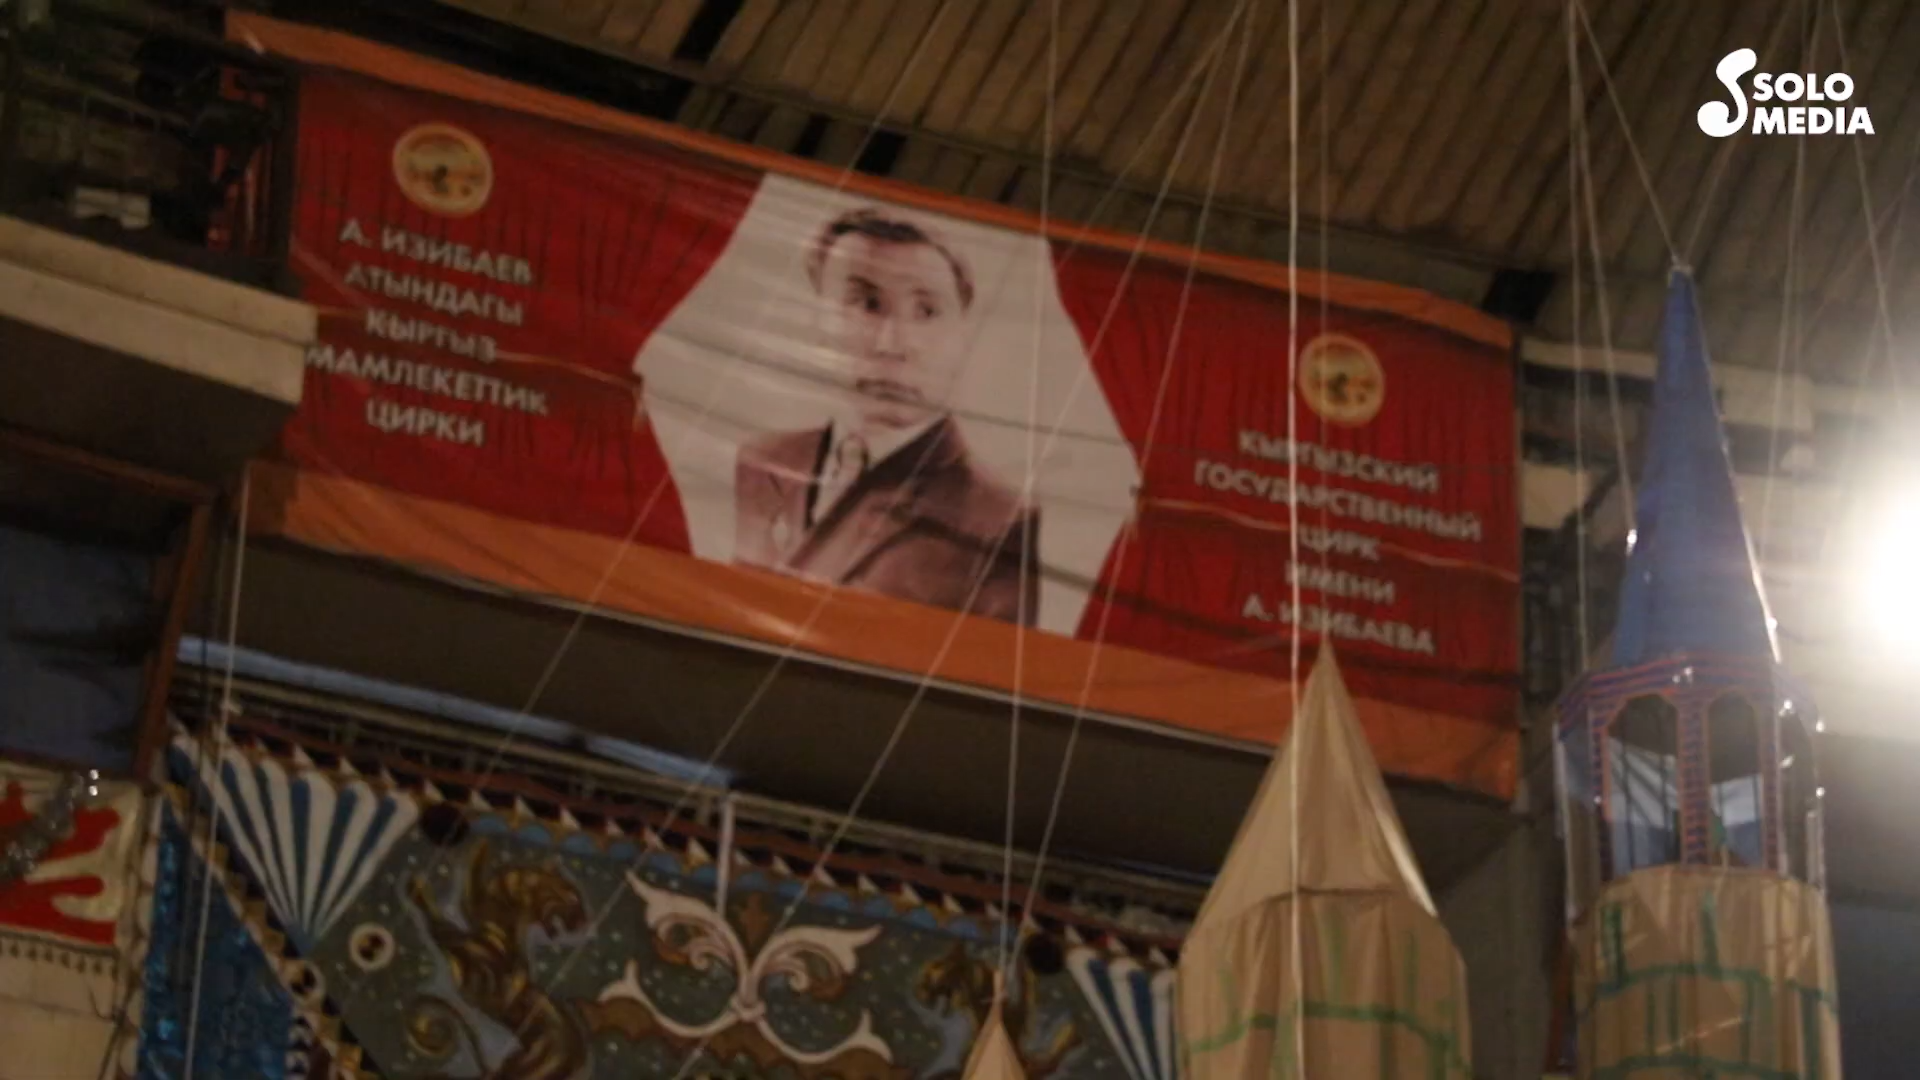 SOLO
MEDIA
А. ИЗИБАЕВ
АТЫНДАГЫ
КЫРГЫЗ
МАМЛЕКЕТТИК
ЦИРКИ
КЫРГЫЗСКИЙ
ГОСУДАРСТВЕННЫЙ
ЦИРК
ИМЕНИ
А. ИЗИБАЕВА